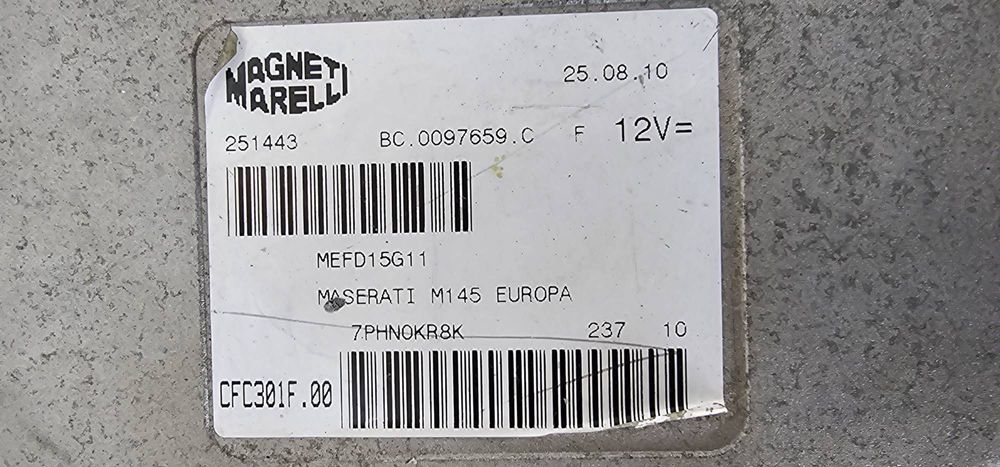 MAGNETI
MARELLI
25.08.10
251443 BC.0097659.C F 12V=
MEFD15G11
MASERATI M145 EUROPA
7PHN0KR8K 237 10
CFC301F.00